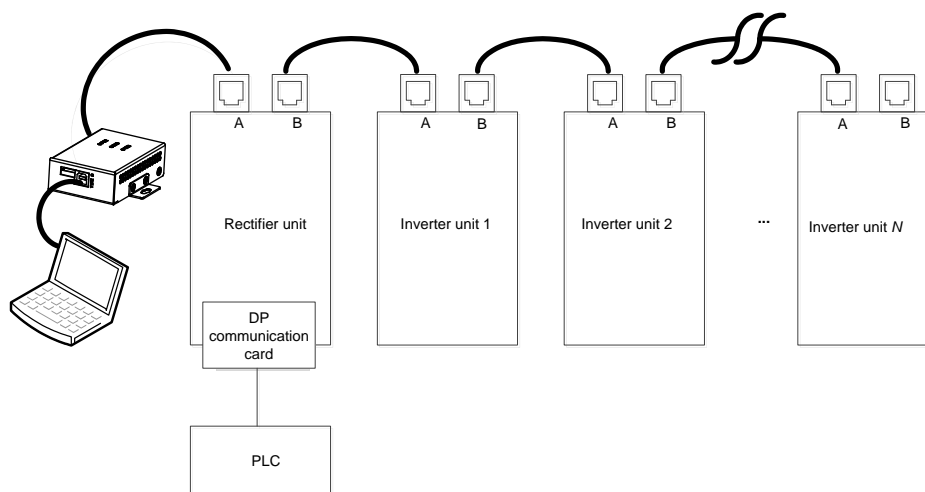 A
B
A
B
A
B
A
B
Rectifier unit
Inverter unit 1
Inverter unit 2
...
Inverter unit N
DP
communication
card
PLC